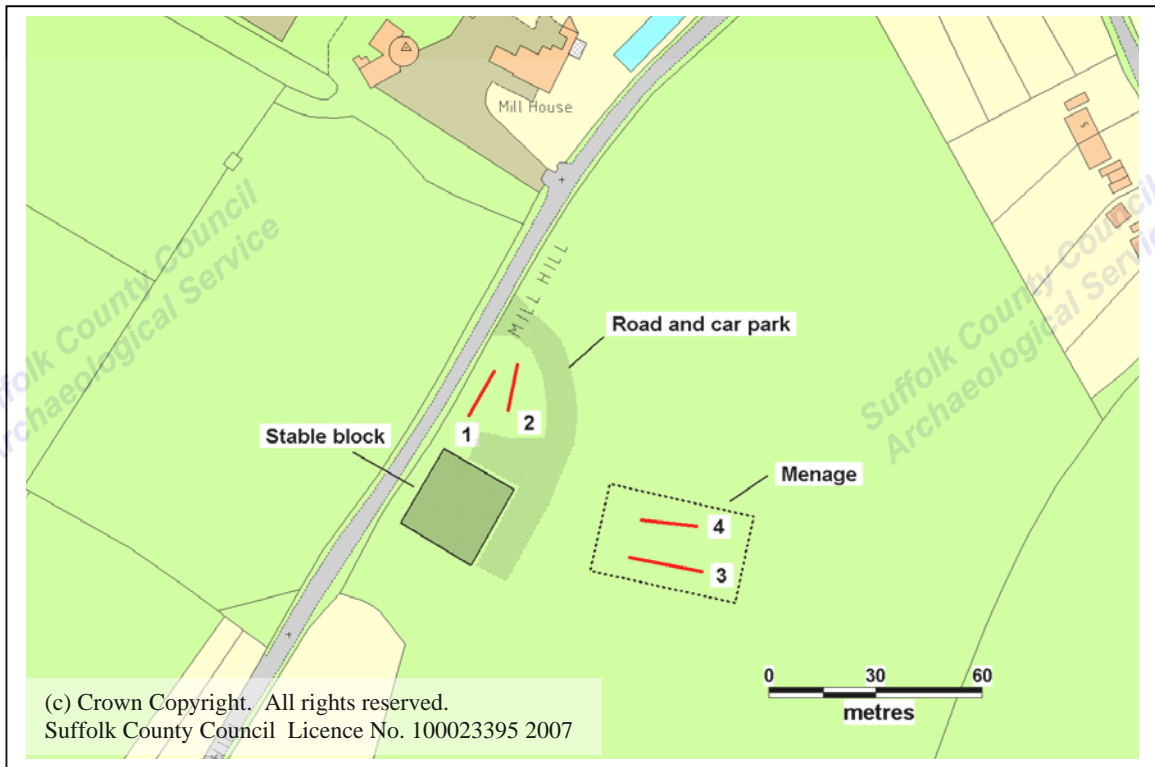 Mill House
Suffolk County Council
Archaeological Service
Suffolk County Council
Archaeological Service
MILL HILL
Road and car park
1
2
Stable block
Menage
4
3
0 30 60
metres
(c) Crown Copyright. All rights reserved.
Suffolk County Council Licence No. 100023395 2007